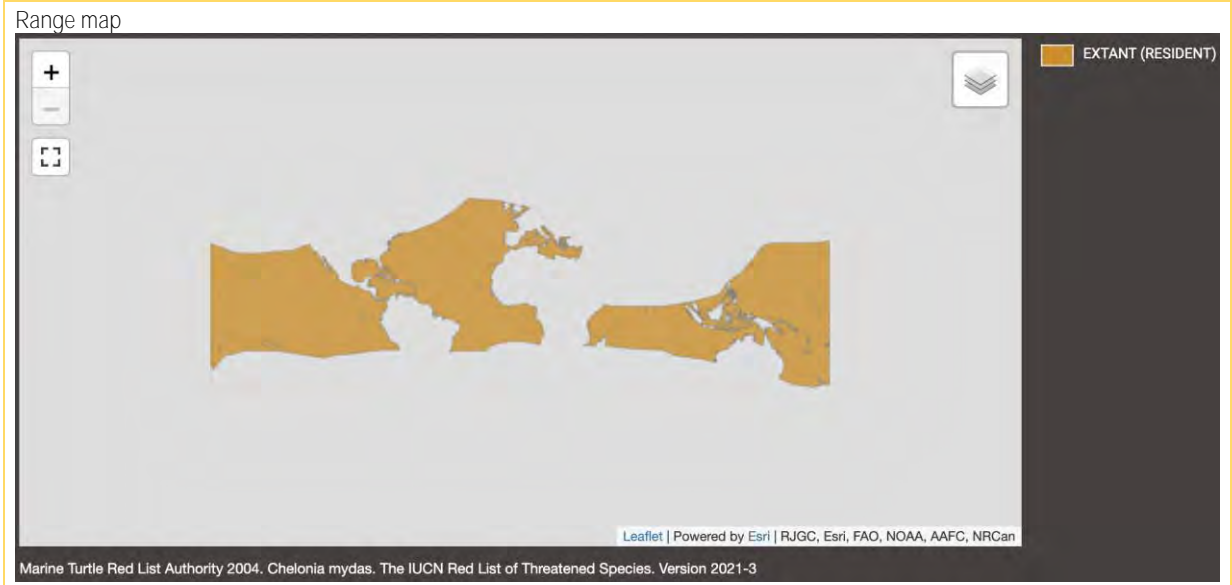 Range map
+
−
EXTANT (RESIDENT)
Leaflet | Powered by Esri | RJGC, Esri, FAO, NOAA, AAFC, NRCan
Marine Turtle Red List Authority 2004. Chelonia mydas. The IUCN Red List of Threatened Species. Version 2021-3